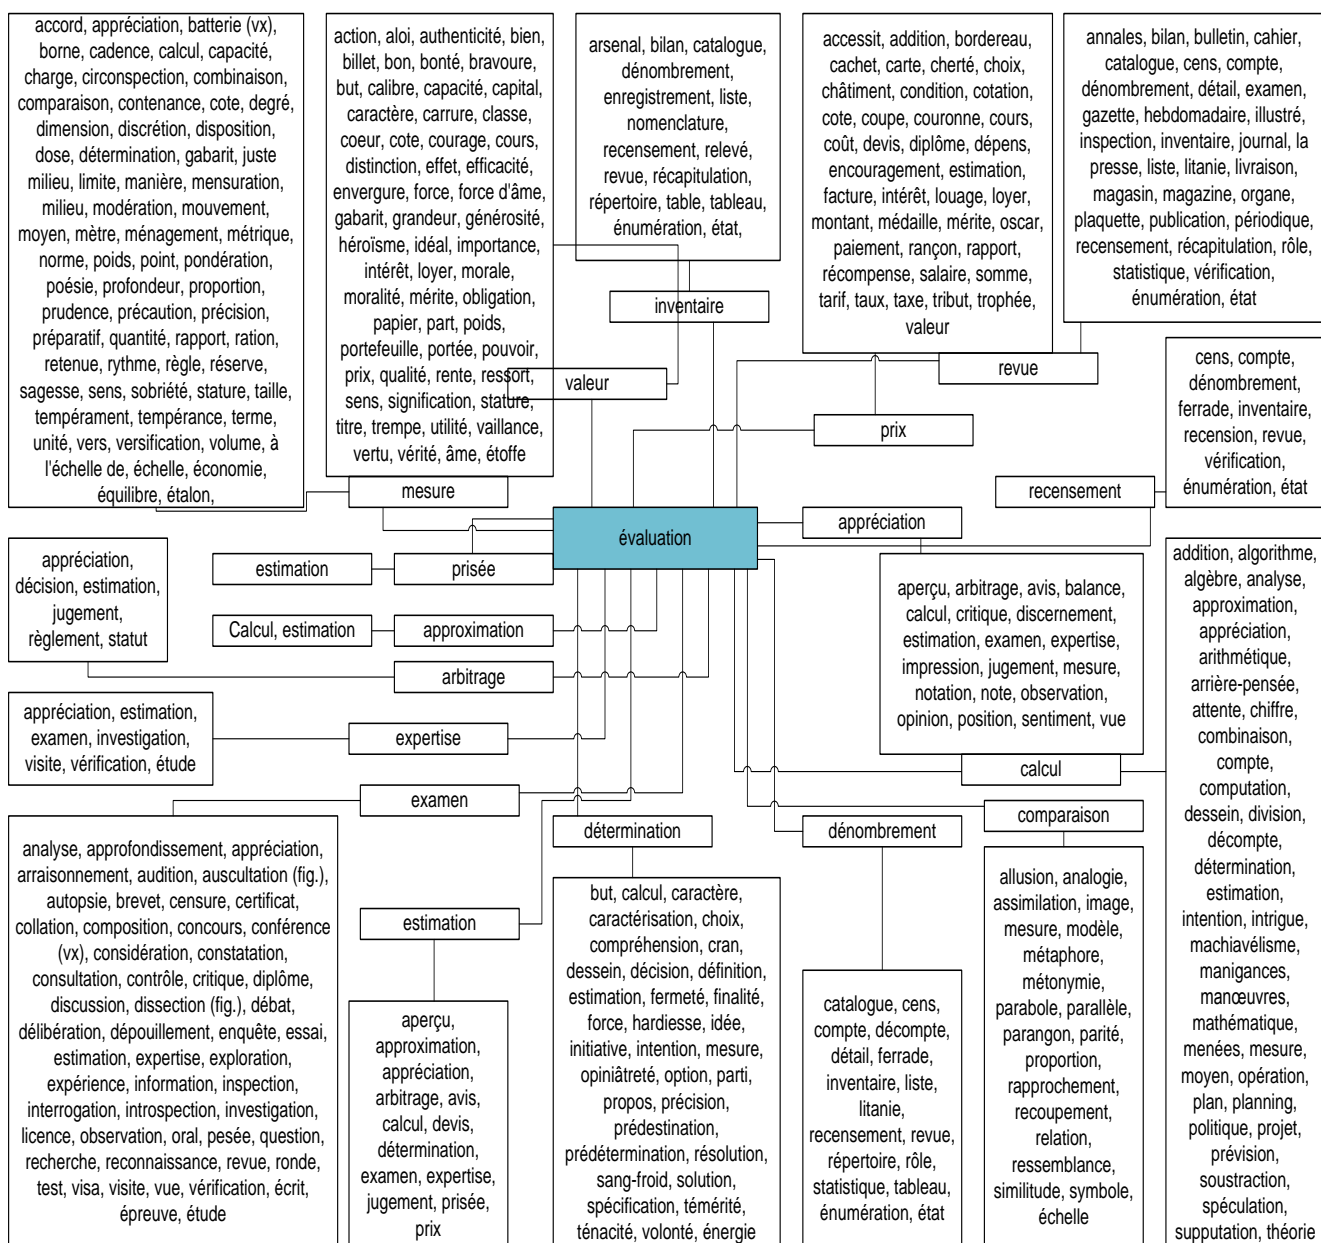 accord, appréciation, batterie (vx),
borne, cadence, calcul, capacité,
charge, circonspection, combinaison,
comparaison, contenance, cote, degré,
dimension, discrétion, disposition,
dose, détermination, gabarit, juste
milieu, limite, manière, mensuration,
milieu, modération, mouvement,
moyen, mètre, ménagement, métrique,
norme, poids, point, pondération,
poésie, profondeur, proportion,
prudence, précaution, précision,
préparatif, quantité, rapport, ration,
retenue, rythme, règle, réserve,
sagesse, sens, sobriété, stature, taille,
tempérament, tempérance, terme,
unité, vers, versification, volume, à
l'échelle de, échelle, économie,
équilibre, étalon,
action, aloi, authenticité, bien,
billet, bon, bonté, bravoure,
but, calibre, capacité, capital,
caractère, carrure, classe,
coeur, cote, courage, cours,
distinction, effet, efficacité,
envergure, force, force d'âme,
gabarit, grandeur, générosité,
héroïsme, idéal, importance,
intérêt, loyer, morale,
moralité, mérite, obligation,
papier, part, poids,
portefeuille, portée, pouvoir,
prix, qualité, rente, ressort,
sens, signification, stature,
titre, trempe, utilité, vaillance,
vertu, vérité, âme, étoffe
arsenal, bilan, catalogue,
dénombrement,
enregistrement, liste,
nomenclature,
recensement, relevé,
revue, récapitulation,
répertoire, table, tableau,
énumération, état,
accessit, addition, bordereau,
cachet, carte, cherté, choix,
châtiment, condition, cotation,
cote, coupe, couronne, cours,
coût, devis, diplôme, dépens,
encouragement, estimation,
facture, intérêt, louage, loyer,
montant, médaille, mérite, oscar,
paiement, rançon, rapport,
récompense, salaire, somme,
tarif, taux, taxe, tribut, trophée,
valeur
annales, bilan, bulletin, cahier,
catalogue, cens, compte,
dénombrement, détail, examen,
gazette, hebdomadaire, illustré,
inspection, inventaire, journal, la
presse, liste, litanie, livraison,
magasin, magazine, organe,
plaquette, publication, périodique,
recensement, récapitulation, rôle,
statistique, vérification,
énumération, état
inventaire
valeur
revue
prix
cens, compte,
dénombrement,
ferrade, inventaire,
recension, revue,
vérification,
énumération, état
mesure
recensement
évaluation
appréciation
appréciation,
décision, estimation,
jugement,
règlement, statut
estimation
prisée
Calcul, estimation
approximation
arbitrage
aperçu, arbitrage, avis, balance,
calcul, critique, discernement,
estimation, examen, expertise,
impression, jugement, mesure,
notation, note, observation,
opinion, position, sentiment, vue
addition, algorithme,
algèbre, analyse,
approximation,
appréciation,
arithmétique,
arrière-pensée,
attente, chiffre,
combinaison,
compte,
computation,
dessein, division,
décompte,
détermination,
estimation,
intention, intrigue,
machiavélisme,
manigances,
manœuvres,
mathématique,
menées, mesure,
moyen, opération,
plan, planning,
politique, projet,
prévision,
soustraction,
spéculation,
supputation, théorie
appréciation, estimation,
examen, investigation,
visite, vérification, étude
expertise
calcul
examen
détermination
dénombrement
comparaison
analyse, approfondissement, appréciation,
arraisonnement, audition, auscultation (fig.),
autopsie, brevet, censure, certificat,
collation, composition, concours, conférence
(vx), considération, constatation,
consultation, contrôle, critique, diplôme,
discussion, dissection (fig.), débat,
délibération, dépouillement, enquête, essai,
estimation, expertise, exploration,
expérience, information, inspection,
interrogation, introspection, investigation,
licence, observation, oral, pesée, question,
recherche, reconnaissance, revue, ronde,
test, visa, visite, vue, vérification, écrit,
épreuve, étude
estimation
aperçu,
approximation,
appréciation,
arbitrage, avis,
calcul, devis,
détermination,
examen, expertise,
jugement, prisée,
prix
but, calcul, caractère,
caractérisation, choix,
compréhension, cran,
dessein, décision, définition,
estimation, fermeté, finalité,
force, hardiesse, idée,
initiative, intention, mesure,
opiniâtreté, option, parti,
propos, précision,
prédestination,
prédétermination, résolution,
sang-froid, solution,
spécification, témérité,
ténacité, volonté, énergie
catalogue, cens,
compte, décompte,
détail, ferrade,
inventaire, liste,
litanie,
recensement, revue,
répertoire, rôle,
statistique, tableau,
énumération, état
allusion, analogie,
assimilation, image,
mesure, modèle,
métaphore,
métonymie,
parabole, parallèle,
parangon, parité,
proportion,
rapprochement,
recoupement,
relation,
ressemblance,
similitude, symbole,
échelle